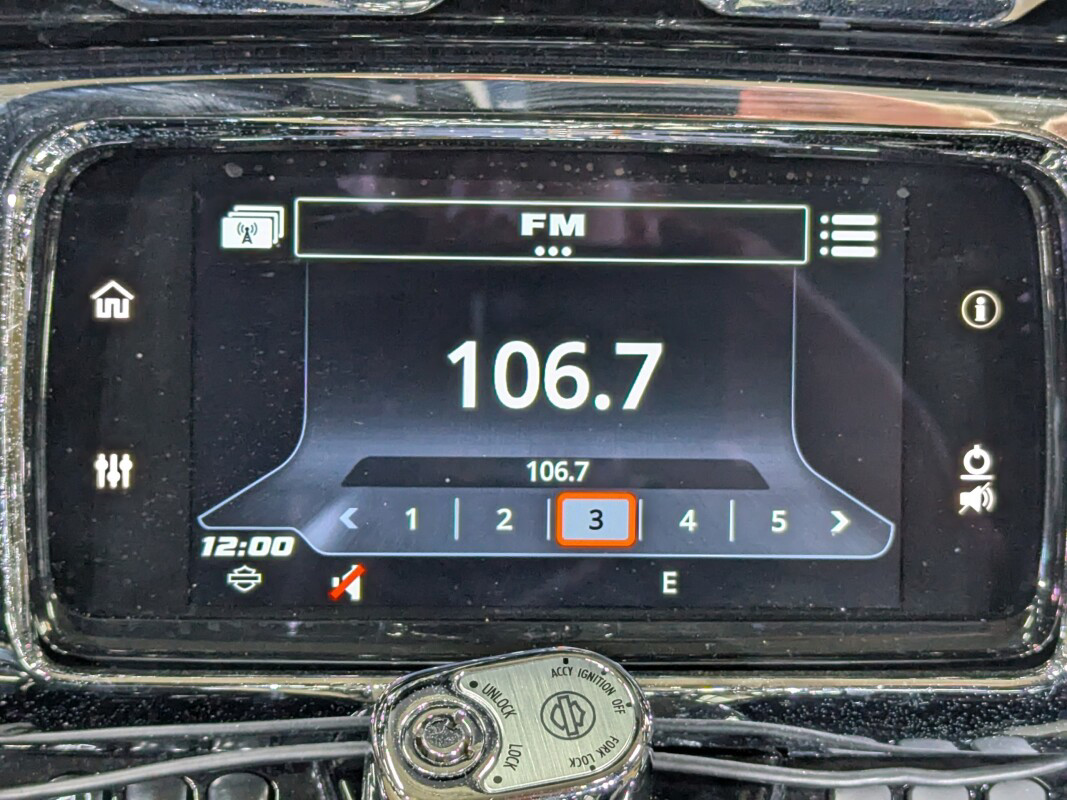 FM
106.7
106.7
1 2 3 4 5
12:00
E
ACCY IGNITION OFF
UNLOCK
LOCK
FORK LOCK